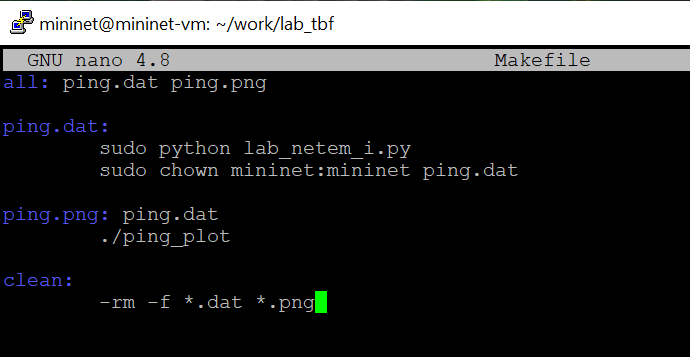 mininet@mininet-vm: ~/work/lab_tbf
GNU nano 4.8 Makefile
all: ping.dat ping.png
ping.dat:
sudo python lab_netem_i.py
sudo chown mininet:mininet ping.dat
ping.png: ping.dat
./ping_plot
clean:
-rm -f *.dat *.png